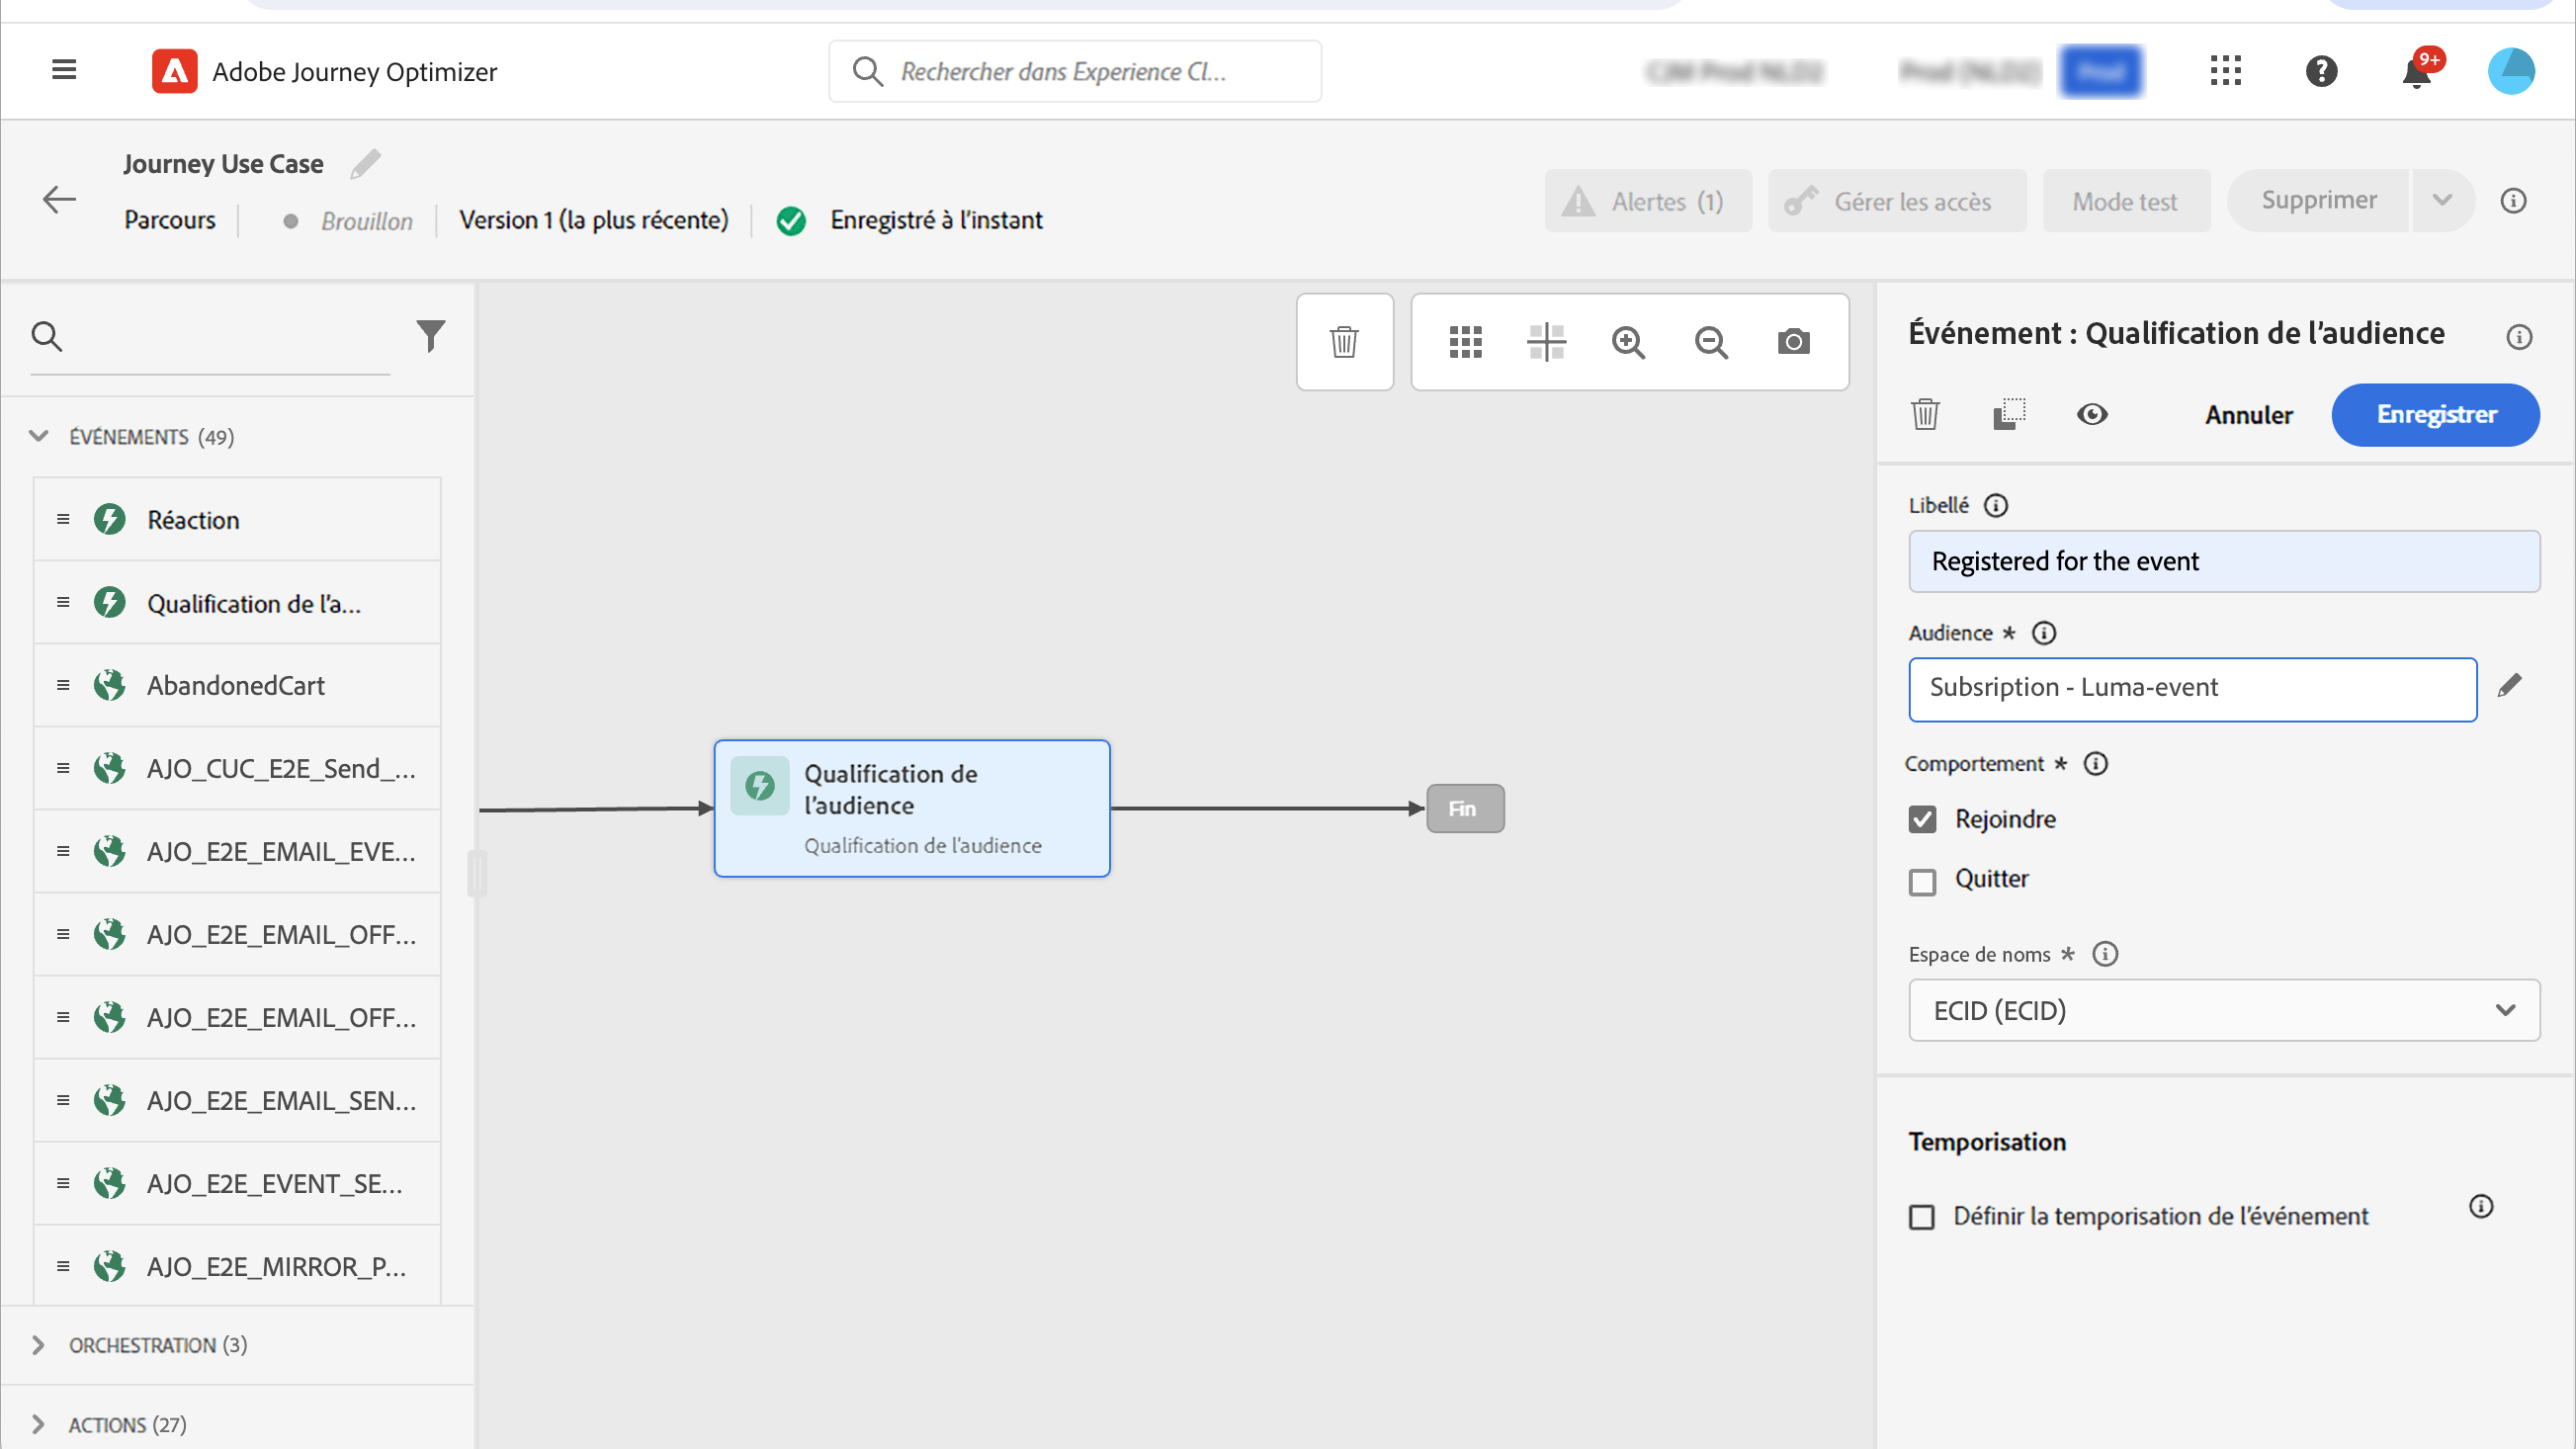 Adobe Journey Optimizer
Rechercher dans Experience Cl...
9+
Journey Use Case
Parcours
Brouillon
Version 1 (la plus récente)
Enregistré à l'instant
Alertes (1)
Gérer les accès
Mode test
Supprimer
ÉVÉNEMENTS (49)
Réaction
Qualification de l'a...
AbandonedCart
AJO_CUC_E2E_Send_...
AJO_E2E_EMAIL_EVE...
AJO_E2E_EMAIL_OFF...
AJO_E2E_EMAIL_OFF...
AJO_E2E_EMAIL_SEN...
AJO_E2E_EVENT_SE...
AJO_E2E_MIRROR_P...
ORCHESTRATION (3)
ACTIONS (27)
Qualification de
l'audience
Qualification de l'audience
Fin
Événement : Qualification de l'audience
Annuler
Enregistrer
Libellé
Registered for the event
Audience *
Subsription - Luma-event
Comportement *
Rejoindre
Quitter
Espace de noms *
ECID (ECID)
Temporisation
Définir la temporisation de l'événement